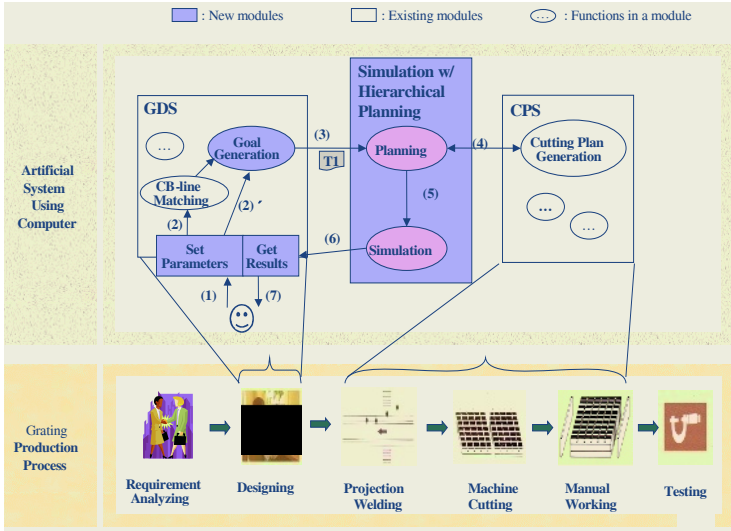 : New modules
: Existing modules
... : Functions in a module
Simulation w/
Hierarchical
Planning
GDS
CPS
...
Goal
Generation
(3)
T1
Planning
(4)
Cutting Plan
Generation
Artificial
System
Using
Computer
CB-line
Matching
(2)
(2) ′
(5)
...
...
Set
Parameters
Get
Results
(6)
Simulation
(1)
(7)
Grating
Production
Process
Requirement
Analyzing
Designing
Projection
Welding
Machine
Cutting
Manual
Working
Testing